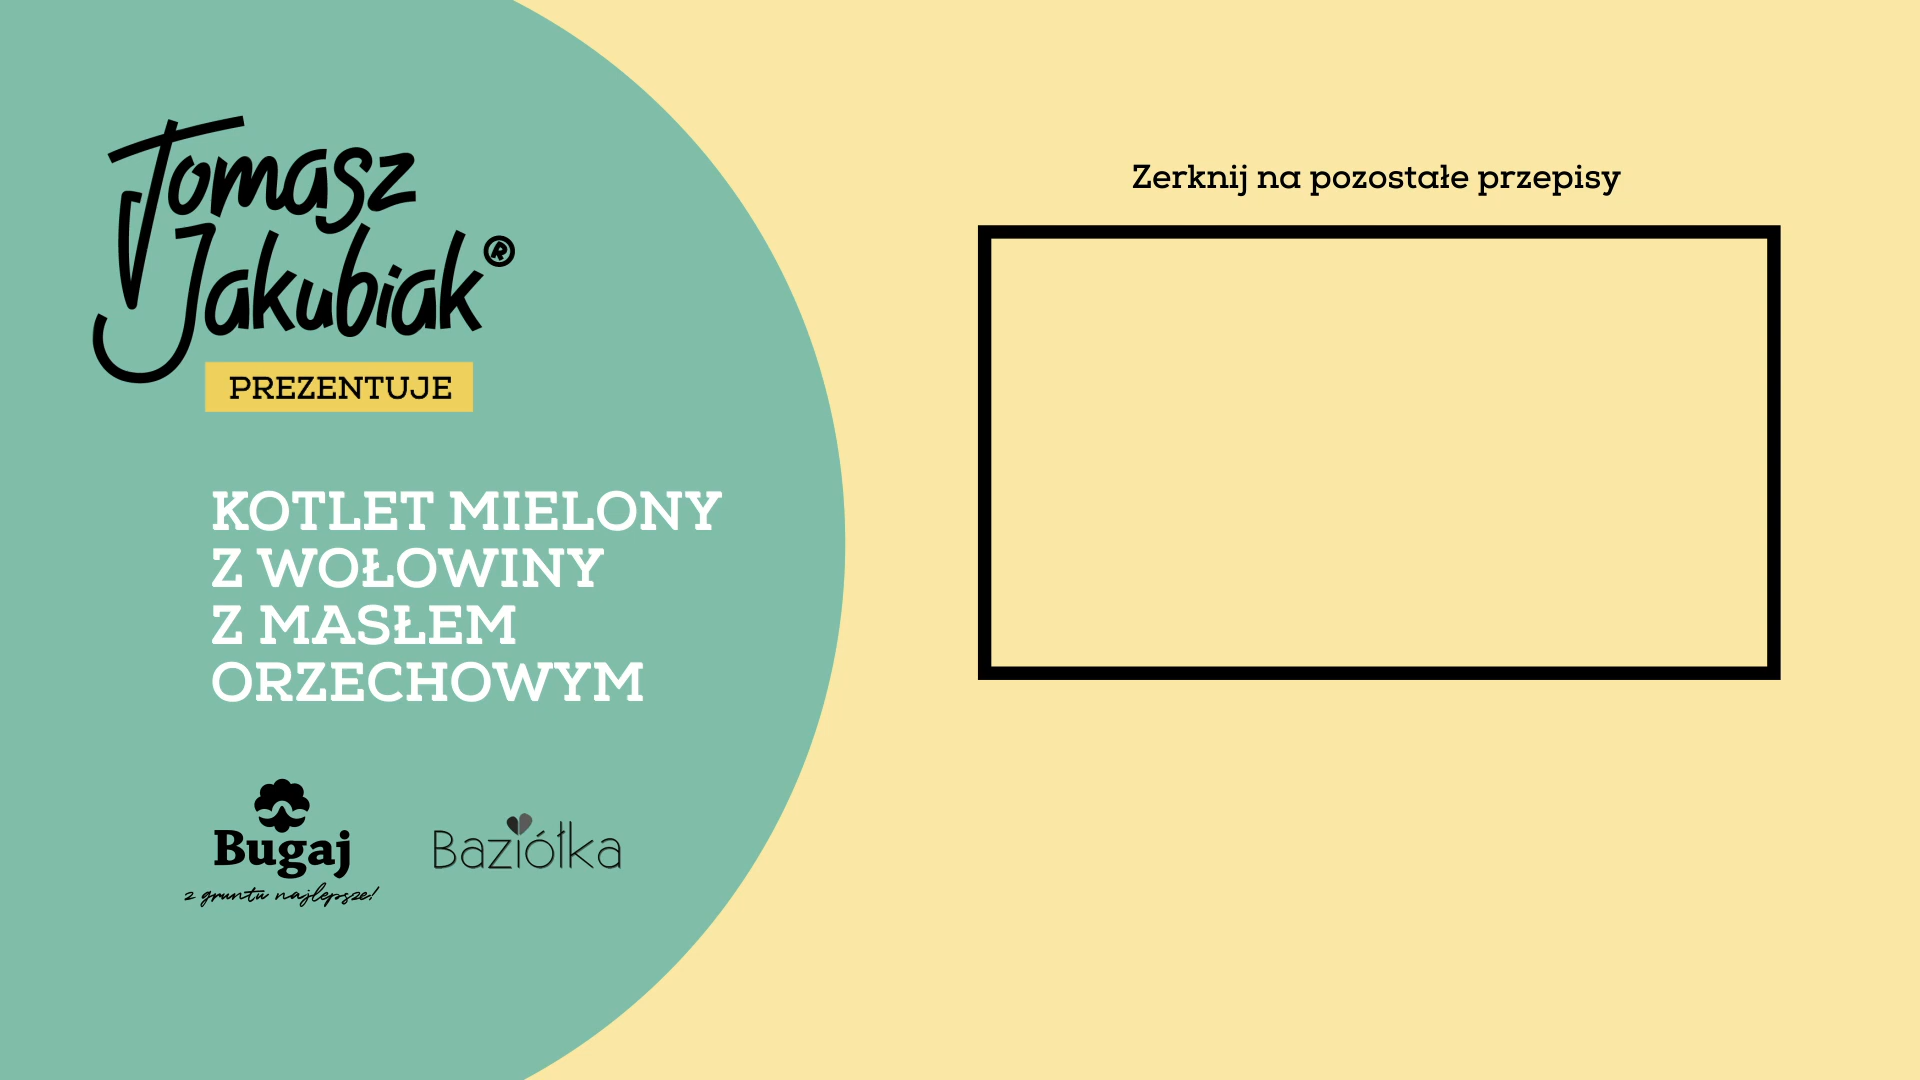 Tomasz
Jakubiak®
PREZENTUJE
KOTLET MIELONY
Z WOŁOWINY
Z MASŁEM
ORZECHOWYM
Bugaj
z gruntu najlepsze!
Baziółka
Zerknij na pozostałe przepisy